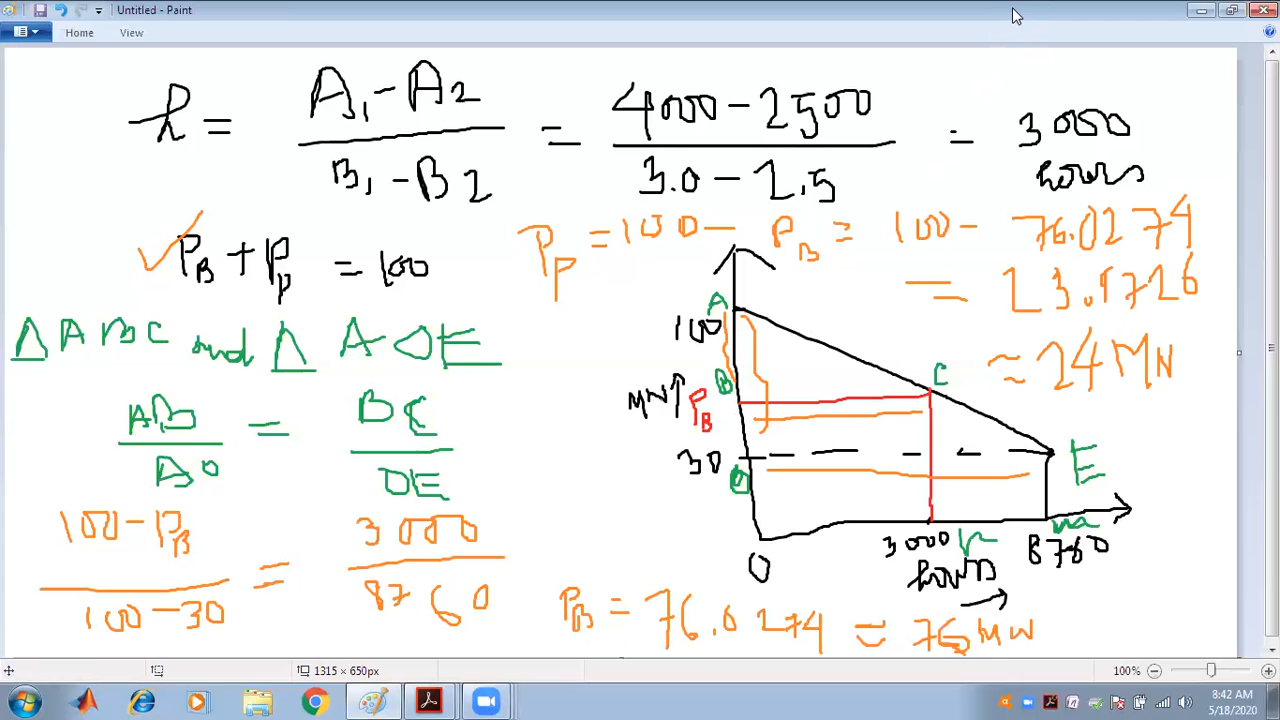 Untitled - Paint
Home View
h = A1 - A2 / B1 - B2 = 4000 - 2500 / 3.0 - 2.5 = 3000 hours
PB + Pp = 100
Pp = 100 - PB = 100 - 76.0274
= 23.9726
≈ 24 MW
Δ ABC and Δ ADE
AB / AD = BC / DE
100 - PB / 100 - 30 = 3000 / 8760
A
100
B
C
MW ↑ PB
30
D
E
0
3000 h
hours →
8760
PB = 76.0274 ≈ 76 MW
1315 × 650px
100%
8:42 AM
5/18/2020